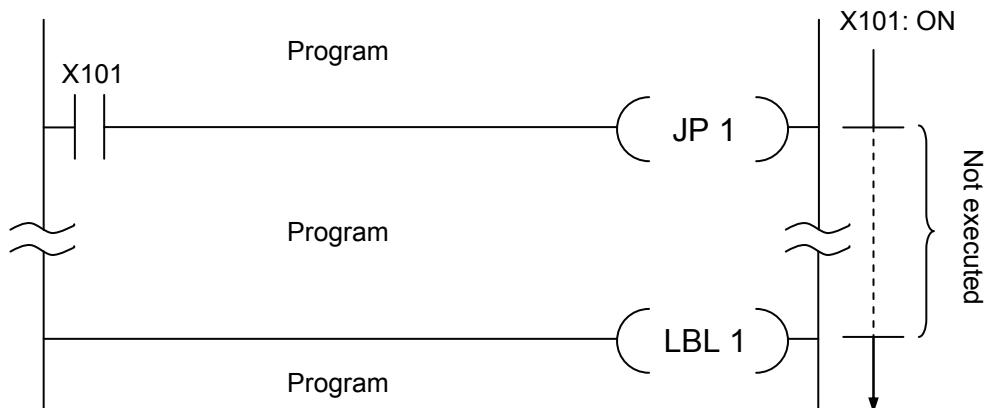 X101: ON
Program
X101
JP 1
Not executed
Program
LBL 1
Program